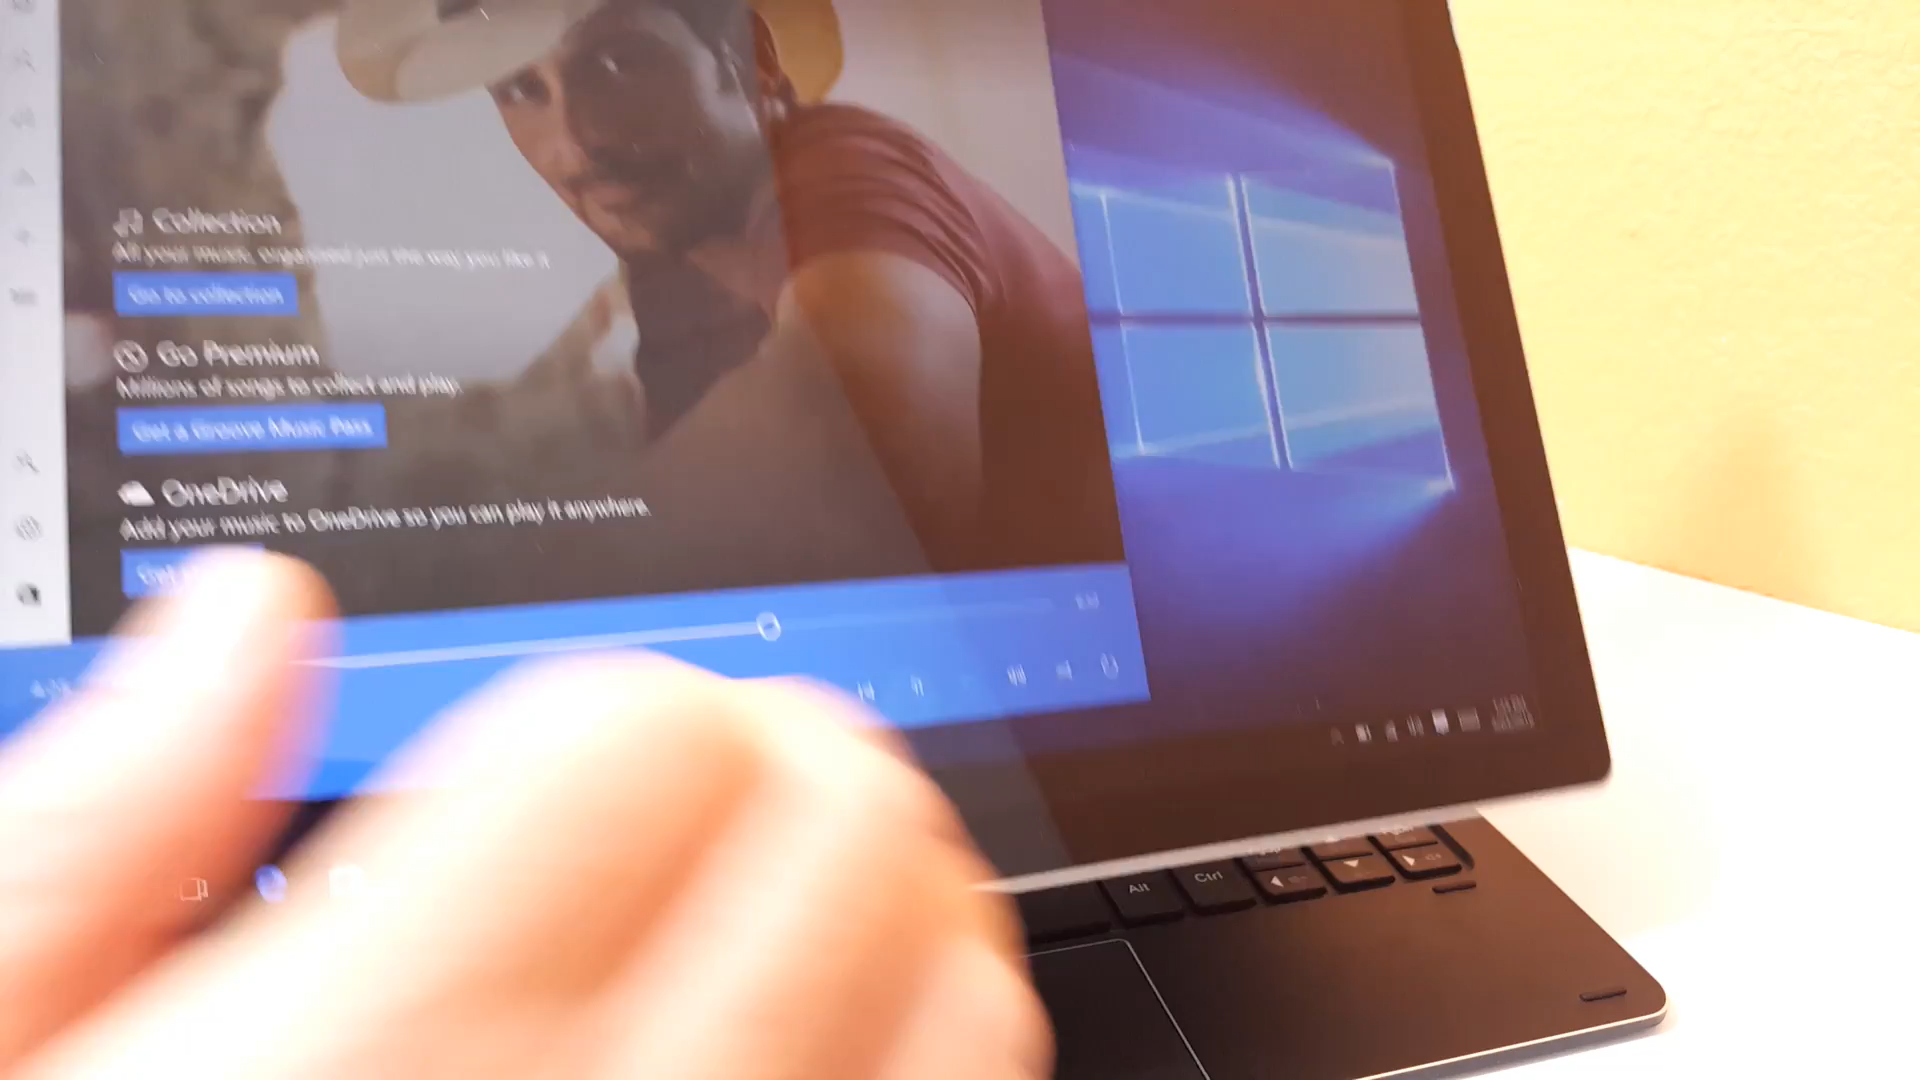 Collection
All your music, organised just the way you like it
Go to collection
Go Premium
Millions of songs to collect and play.
Get a Groove Music Pass
OneDrive
Add your music to OneDrive so you can play it anywhere.
Get
Alt
Ctrl